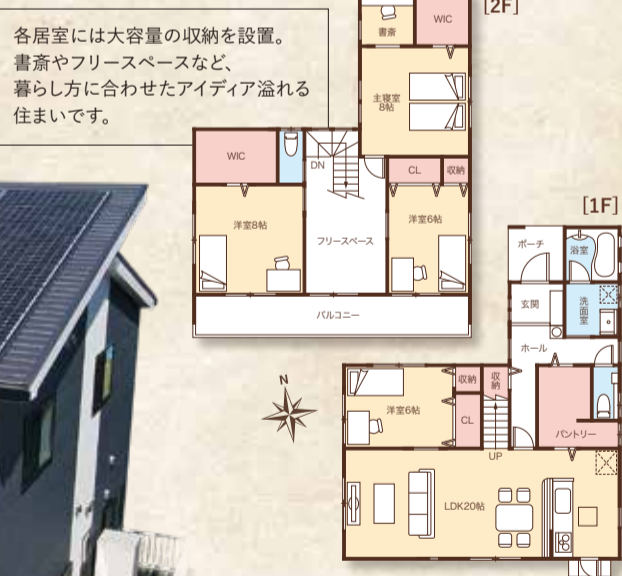 各居室には大容量の収納を設置。
書斎やフリースペースなど、
暮らし方に合わせたアイディア溢れる
住まいです。
[2F]
書斎
WIC
主寝室
8帖
WIC
DN
CL
収納
洋室8帖
フリースペース
洋室6帖
バルコニー
[1F]
ポーチ
浴室
玄関
洗面室
ホール
N
洋室6帖
収納
収納
CL
パントリー
UP
LDK20帖